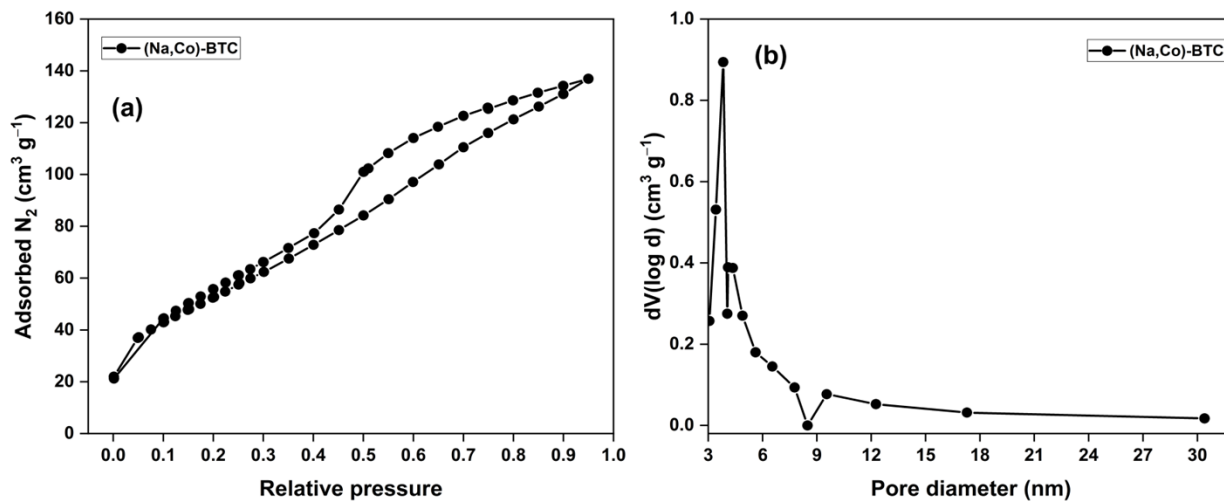 160
140
120
100
80
60
40
20
0
Adsorbed N₂ (cm³ g⁻¹)
(Na,Co)-BTC
(a)
0.0 0.1 0.2 0.3 0.4 0.5 0.6 0.7 0.8 0.9 1.0
Relative pressure
1.0
0.8
0.6
0.4
0.2
0.0
dV(log d) (cm³ g⁻¹)
(b)
(Na,Co)-BTC
3 6 9 12 15 18 21 24 27 30
Pore diameter (nm)